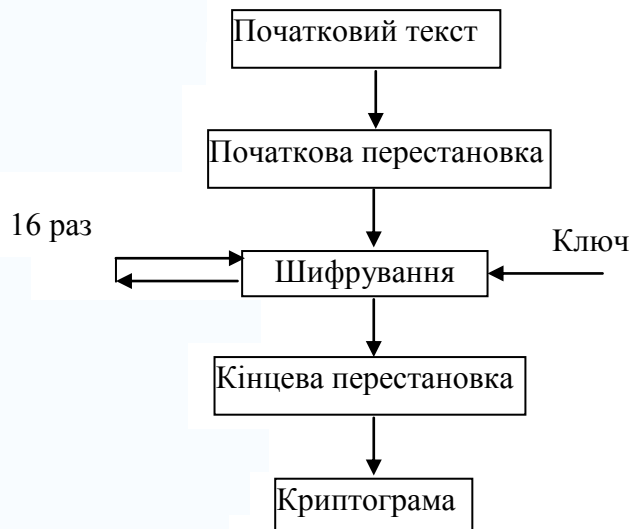 Початковий текст
Початкова перестановка
16 раз
Ключ
Шифрування
Кінцева перестановка
Криптограма